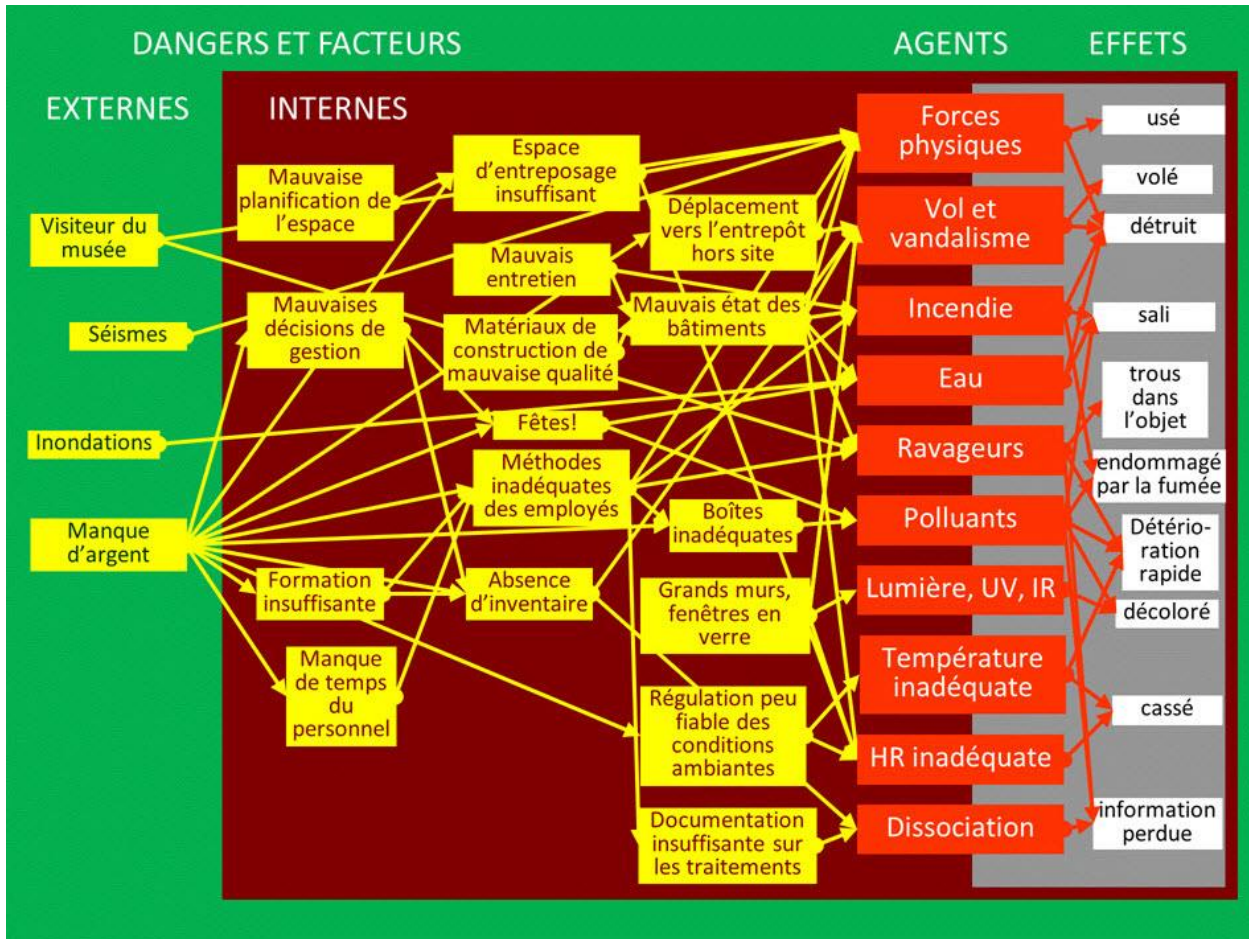 DANGERS ET FACTEURS
AGENTS
EFFETS
EXTERNES
INTERNES
Visiteur du
musée
Séismes
Inondations
Manque
d’argent
Mauvaise
planification de
l’espace
Mauvaises
décisions de
gestion
Formation
insuffisante
Manque
de temps
du
personnel
Espace
d’entreposage
insuffisant
Mauvais
entretien
Matériaux de
construction de
mauvaise qualité
Fêtes!
Méthodes
inadéquates
des employés
Absence
d’inventaire
Déplacement
vers l’entrepôt
hors site
Mauvais état des
bâtiments
Boîtes
inadéquates
Grands murs,
fenêtres en
verre
Régulation peu
fiable des
conditions
ambiantes
Documentation
insuffisante sur
les traitements
Forces
physiques
Vol et
vandalisme
Incendie
Eau
Ravageurs
Polluants
Lumière, UV, IR
Température
inadéquate
HR inadéquate
Dissociation
usé
volé
détruit
sali
trous
dans
l’objet
endommagé
par la fumée
Détério-
ration
rapide
décoloré
cassé
information
perdue